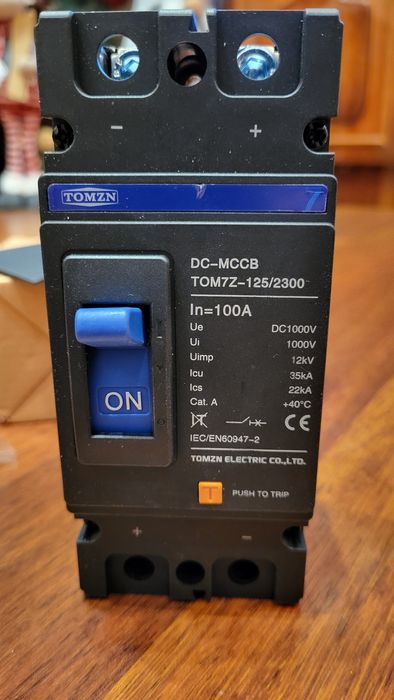 − +
TOMZN 7
DC-MCCB
TOM7Z-125/2300
In=100A
Ue DC1000V
Ui 1000V
Uimp 12kV
Icu 35kA
Ics 22kA
Cat. A +40°C
ON
CE
IEC/EN60947-2
TOMZN ELECTRIC CO.,LTD.
T PUSH TO TRIP
+ −